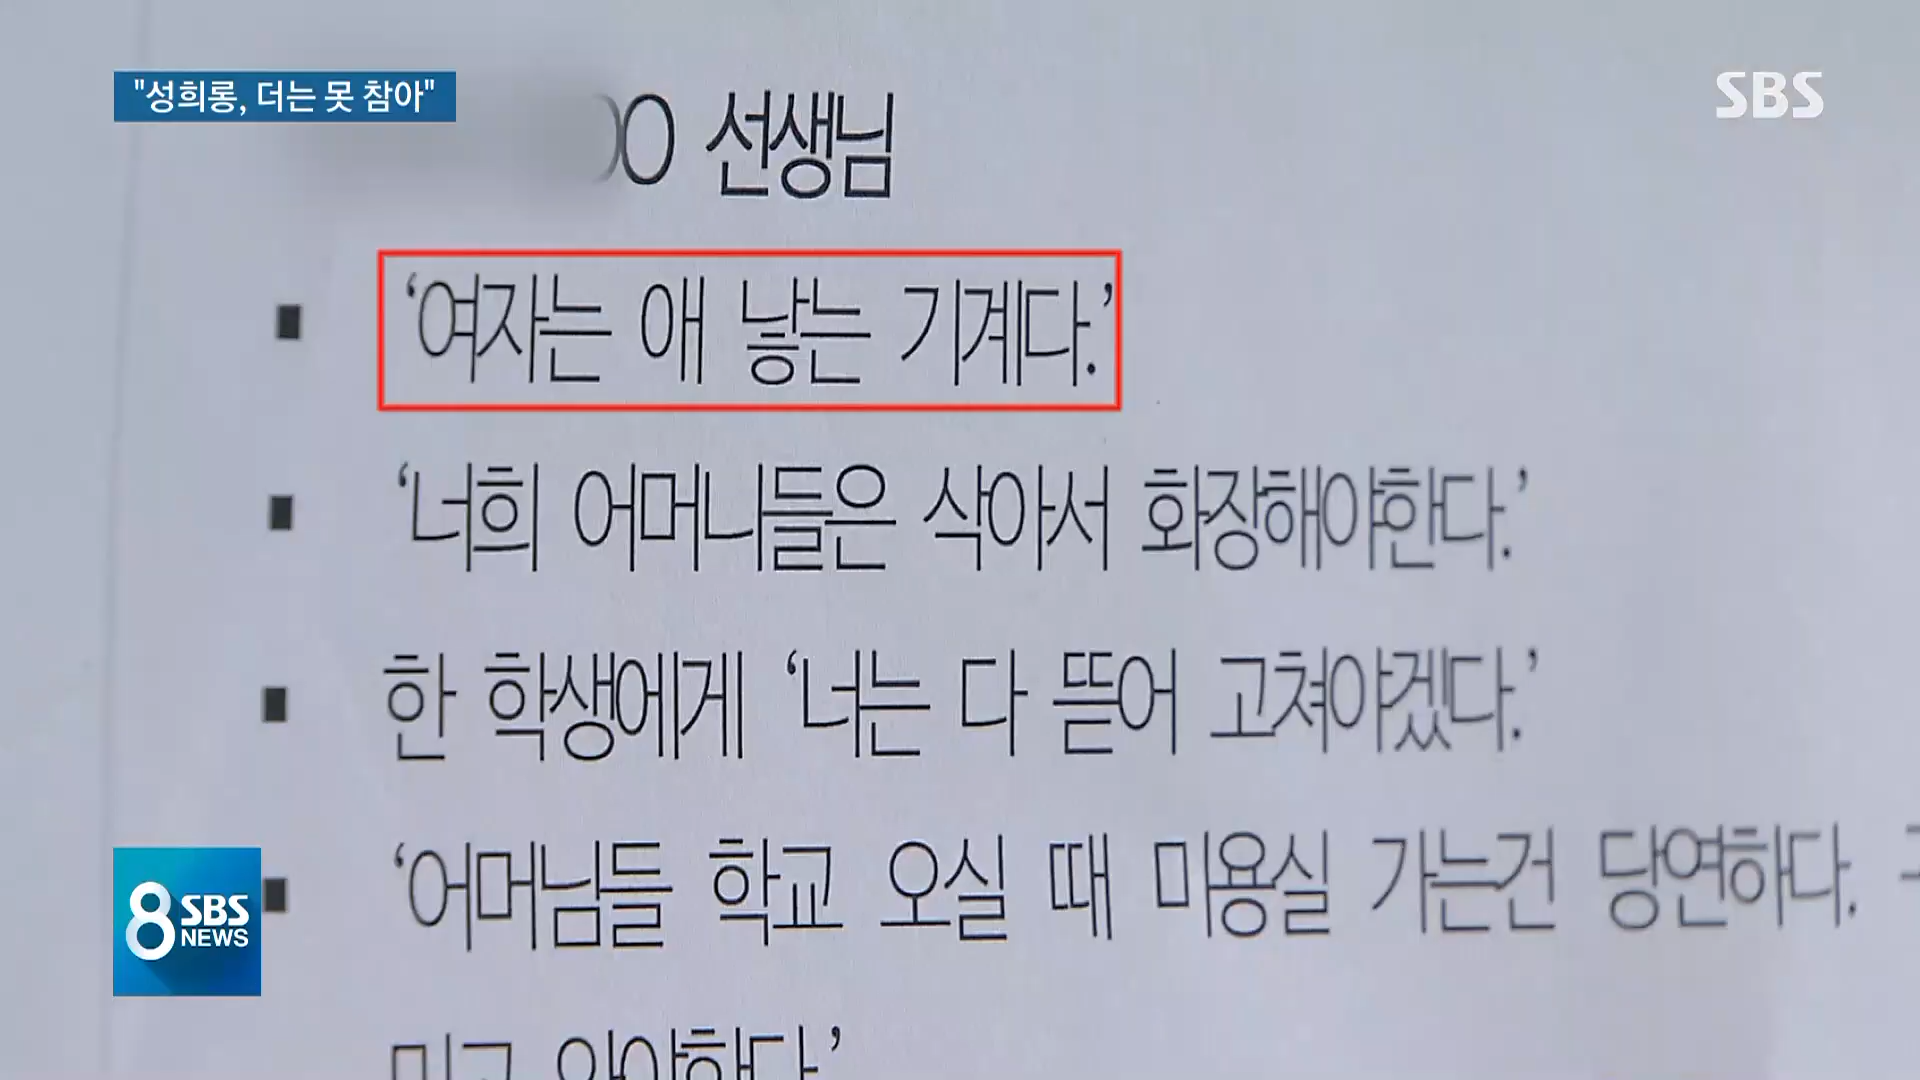 "성희롱, 더는 못 참아"
SBS
선생님
‘여자는 애 낳는 기계다.’
‘너희 어머니들은 삭아서 화장해야한다.’
한 학생에게 ‘너는 다 뜯어 고쳐야겠다.’
‘어머님들 학교 오실 때 미용실 가는건 당연하다.
8 SBS NEWS